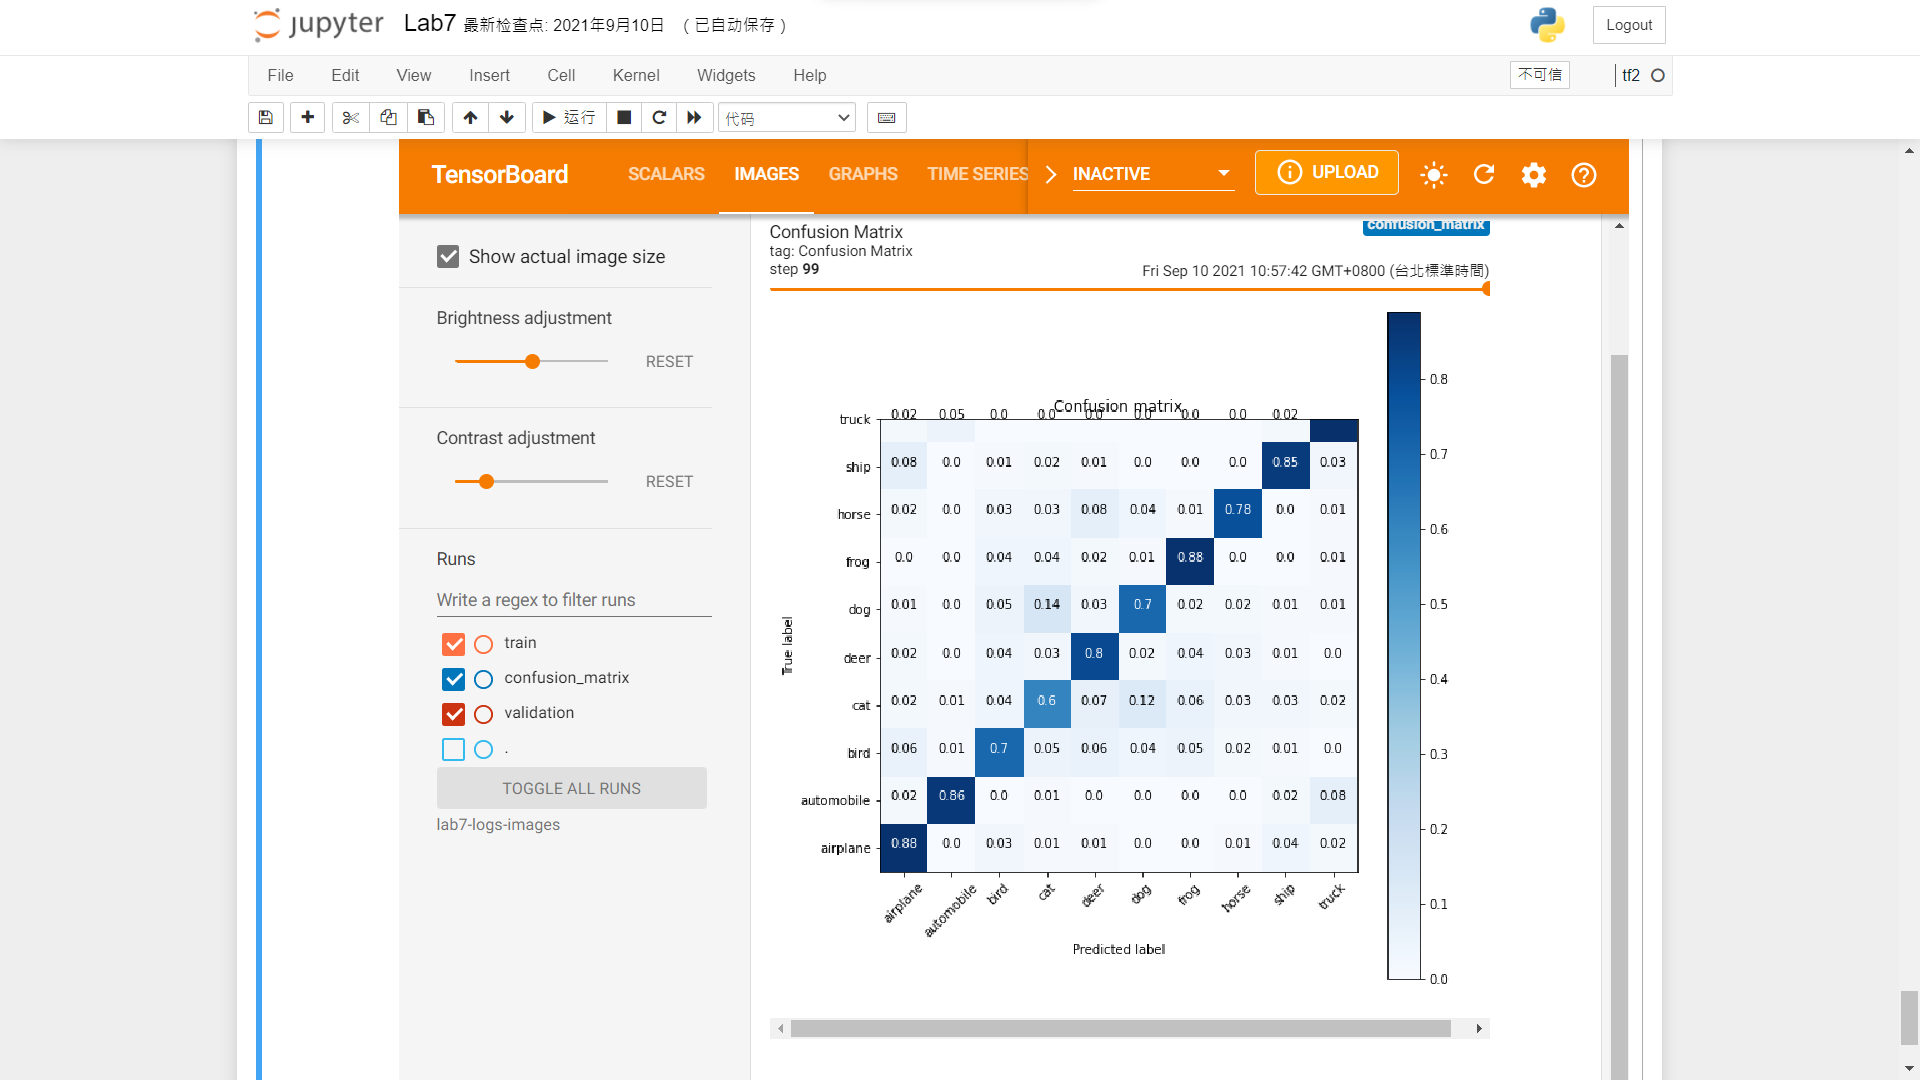 jupyter Lab7 最新检查点: 2021年9月10日 (已自动保存) Logout
File Edit View Insert Cell Kernel Widgets Help 不可信 tf2
运行 代码
TensorBoard SCALARS IMAGES GRAPHS TIME SERIES INACTIVE UPLOAD
Show actual image size
Brightness adjustment
RESET
Contrast adjustment
RESET
Runs
Write a regex to filter runs
train
confusion_matrix
validation
.
TOGGLE ALL RUNS
lab7-logs-images
Confusion Matrix confusion_matrix
tag: Confusion Matrix
step 99 Fri Sep 10 2021 10:57:42 GMT+0800 (台北標準時間)
Confusion matrix
truck 0.02 0.05 0.0 0.0 0.0 0.0 0.0 0.0 0.02
ship 0.08 0.0 0.01 0.02 0.01 0.0 0.0 0.0 0.85 0.03
horse 0.02 0.0 0.03 0.03 0.08 0.04 0.01 0.78 0.0 0.01
frog 0.0 0.0 0.04 0.04 0.02 0.01 0.88 0.0 0.0 0.01
dog 0.01 0.0 0.05 0.14 0.03 0.7 0.02 0.02 0.01 0.01
deer 0.02 0.0 0.04 0.03 0.8 0.02 0.04 0.03 0.01 0.0
cat 0.02 0.01 0.04 0.6 0.07 0.12 0.06 0.03 0.03 0.02
bird 0.06 0.01 0.7 0.05 0.06 0.04 0.05 0.02 0.01 0.0
automobile 0.02 0.86 0.0 0.01 0.0 0.0 0.0 0.0 0.02 0.08
airplane 0.88 0.0 0.03 0.01 0.01 0.0 0.0 0.01 0.04 0.02
True label
airplane automobile bird cat deer dog frog horse ship truck
Predicted label
0.8
0.7
0.6
0.5
0.4
0.3
0.2
0.1
0.0